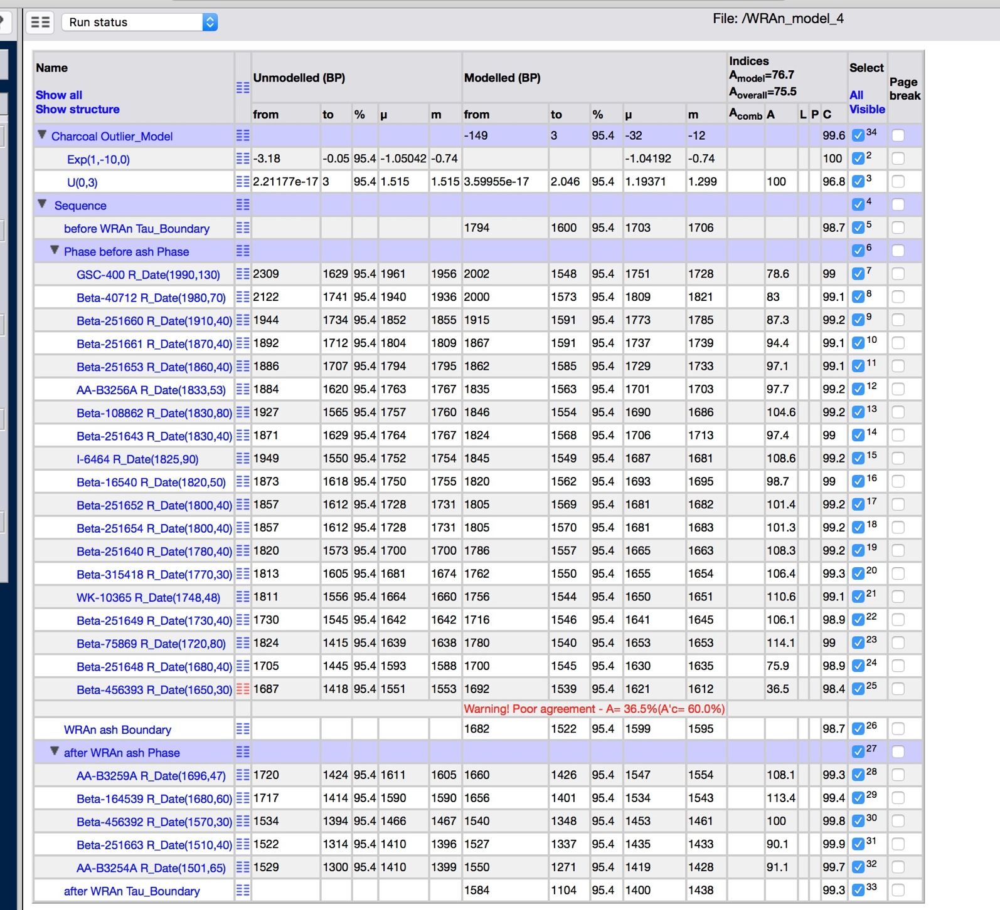 Run status
File: /WRAn_model_4
Name Unmodelled (BP) Modelled (BP) Indices Select Page break
Amodel=76.7
Show all Aoverall=75.5 All
Show structure Visible
from to % µ m from to % µ m Acomb A L P C
Charcoal Outlier_Model -149 3 95.4 -32 -12 99.6 34
Exp(1,-10,0) -3.18 -0.05 95.4 -1.05042 -0.74 -1.04192 -0.74 100 2
U(0,3) 2.21177e-17 3 95.4 1.515 1.515 3.59955e-17 2.046 95.4 1.19371 1.299 100 96.8 3
Sequence 4
before WRAn Tau_Boundary 1794 1600 95.4 1703 1706 98.7 5
Phase before ash Phase 6
GSC-400 R_Date(1990,130) 2309 1629 95.4 1961 1956 2002 1548 95.4 1751 1728 78.6 99 7
Beta-40712 R_Date(1980,70) 2122 1741 95.4 1940 1936 2000 1573 95.4 1809 1821 83 99.1 8
Beta-251660 R_Date(1910,40) 1944 1734 95.4 1852 1855 1915 1591 95.4 1773 1785 87.3 99.2 9
Beta-251661 R_Date(1870,40) 1892 1712 95.4 1804 1809 1867 1591 95.4 1737 1739 94.4 99.1 10
Beta-251653 R_Date(1860,40) 1886 1707 95.4 1794 1795 1862 1585 95.4 1729 1733 97.1 99.1 11
AA-B3256A R_Date(1833,53) 1884 1620 95.4 1763 1767 1835 1563 95.4 1701 1703 97.7 99.2 12
Beta-108862 R_Date(1830,80) 1927 1565 95.4 1757 1760 1846 1554 95.4 1690 1686 104.6 99.2 13
Beta-251643 R_Date(1830,40) 1871 1629 95.4 1764 1767 1824 1568 95.4 1706 1713 97.4 99 14
I-6464 R_Date(1825,90) 1949 1550 95.4 1752 1754 1845 1549 95.4 1687 1681 108.6 99.2 15
Beta-16540 R_Date(1820,50) 1873 1618 95.4 1750 1755 1820 1562 95.4 1693 1695 98.7 99 16
Beta-251652 R_Date(1800,40) 1857 1612 95.4 1728 1731 1805 1569 95.4 1681 1682 101.4 99.2 17
Beta-251654 R_Date(1800,40) 1857 1612 95.4 1728 1731 1805 1570 95.4 1681 1683 101.3 99.2 18
Beta-251640 R_Date(1780,40) 1820 1573 95.4 1700 1700 1786 1557 95.4 1665 1663 108.3 99.2 19
Beta-315418 R_Date(1770,30) 1813 1605 95.4 1681 1674 1762 1550 95.4 1655 1654 106.4 99.3 20
WK-10365 R_Date(1748,48) 1811 1556 95.4 1664 1660 1756 1544 95.4 1650 1651 110.6 99.1 21
Beta-251649 R_Date(1730,40) 1730 1545 95.4 1642 1642 1716 1546 95.4 1641 1645 106.1 98.9 22
Beta-75869 R_Date(1720,80) 1824 1415 95.4 1639 1638 1780 1540 95.4 1653 1653 114.1 99 23
Beta-251648 R_Date(1680,40) 1705 1445 95.4 1593 1588 1700 1545 95.4 1630 1635 75.9 98.9 24
Beta-456393 R_Date(1650,30) 1687 1418 95.4 1551 1553 1692 1539 95.4 1621 1612 36.5 98.4 25
Warning! Poor agreement - A= 36.5%(A'c= 60.0%)
WRAn ash Boundary 1682 1522 95.4 1599 1595 98.7 26
after WRAn ash Phase 27
AA-B3259A R_Date(1696,47) 1720 1424 95.4 1611 1605 1660 1426 95.4 1547 1554 108.1 99.3 28
Beta-164539 R_Date(1680,60) 1717 1414 95.4 1590 1590 1656 1401 95.4 1534 1543 113.4 99.4 29
Beta-456392 R_Date(1570,30) 1534 1394 95.4 1466 1467 1540 1348 95.4 1453 1461 100 99.8 30
Beta-251663 R_Date(1510,40) 1522 1314 95.4 1410 1396 1527 1337 95.4 1435 1433 90.1 99.9 31
AA-B3254A R_Date(1501,65) 1529 1300 95.4 1410 1399 1550 1271 95.4 1419 1428 91.1 99.7 32
after WRAn Tau_Boundary 1584 1104 95.4 1400 1438 99.3 33